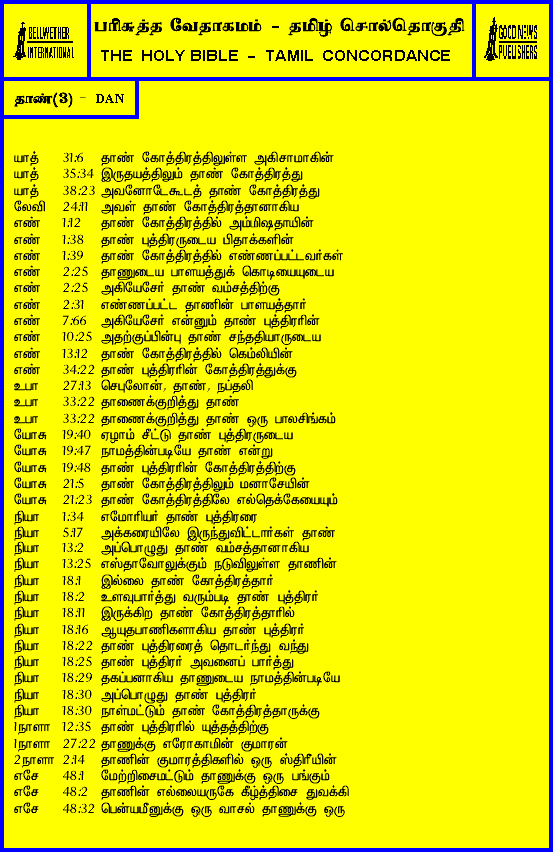 BELLWETHER
INTERNATIONAL
பரிசுத்த வேதாகமம் - தமிழ் சொல்தொகுதி
THE HOLY BIBLE - TAMIL CONCORDANCE
GOOD NEWS
PUBLISHERS
தாண்(3) - DAN
யாத் 31:6 தாண் கோத்திரத்திலுள்ள அகிசாமாகின்
யாத் 35:34 இருதயத்திலும் தாண் கோத்திரத்து
யாத் 38:23 அவனோடேகூடத் தாண் கோத்திரத்து
லேவி 24:11 அவள் தாண் கோத்திரத்தானாகிய
எண் 1:12 தாண் கோத்திரத்தில் அம்மிஷதாயின்
எண் 1:38 தாண் புத்திரருடைய பிதாக்களின்
எண் 1:39 தாண் கோத்திரத்தில் எண்ணப்பட்டவர்கள்
எண் 2:25 தாணுடைய பாளயத்துக் கொடியையுடைய
எண் 2:25 அகியேசேர் தாண் வம்சத்திற்கு
எண் 2:31 எண்ணப்பட்ட தாணின் பாளயத்தார்
எண் 7:66 அகியேசேர் என்னும் தாண் புத்திரரின்
எண் 10:25 அதற்குப்பின்பு தாண் சந்ததியாருடைய
எண் 13:12 தாண் கோத்திரத்தில் கெம்லியின்
எண் 34:22 தாண் புத்திரரின் கோத்திரத்துக்கு
உபா 27:13 செபுலோன், தாண், நப்தலி
உபா 33:22 தாணைக்குறித்து தாண்
உபா 33:22 தாணைக்குறித்து தாண் ஒரு பாலசிங்கம்
யோசு 19:40 ஏழாம் சீட்டு தாண் புத்திரருடைய
யோசு 19:47 நாமத்தின்படியே தாண் என்று
யோசு 19:48 தாண் புத்திரரின் கோத்திரத்திற்கு
யோசு 21:5 தாண் கோத்திரத்திலும் மனாசேயின்
யோசு 21:23 தாண் கோத்திரத்திலே எல்தெக்கேயையும்
நியா 1:34 எமோரியர் தாண் புத்திரரை
நியா 5:17 அக்கரையிலே இருந்துவிட்டார்கள் தாண்
நியா 13:2 அப்பொழுது தாண் வம்சத்தானாகிய
நியா 13:25 எஸ்தாவோலுக்கும் நடுவிலுள்ள தாணின்
நியா 18:1 இல்லை தாண் கோத்திரத்தார்
நியா 18:2 உளவுபார்த்து வரும்படி தாண் புத்திரர்
நியா 18:11 இருக்கிற தாண் கோத்திரத்தாரில்
நியா 18:16 ஆயுதபாணிகளாகிய தாண் புத்திரர்
நியா 18:22 தாண் புத்திரரைத் தொடர்ந்து வந்து
நியா 18:25 தாண் புத்திரர் அவனைப் பார்த்து
நியா 18:29 தகப்பனாகிய தாணுடைய நாமத்தின்படியே
நியா 18:30 அப்பொழுது தாண் புத்திரர்
நியா 18:30 நாள்மட்டும் தாண் கோத்திரத்தாருக்கு
1நாளா 12:35 தாண் புத்திரரில் யுத்தத்திற்கு
1நாளா 27:22 தாணுக்கு எரோகாமின் குமாரன்
2நாளா 2:14 தாணின் குமாரத்திகளில் ஒரு ஸ்திரீயின்
எசே 48:1 மேற்றிசைமட்டும் தாணுக்கு ஒரு பங்கும்
எசே 48:2 தாணின் எல்லையருகே கீழ்த்திசை துவக்கி
எசே 48:32 பென்யமீனுக்கு ஒரு வாசல் தாணுக்கு ஒரு